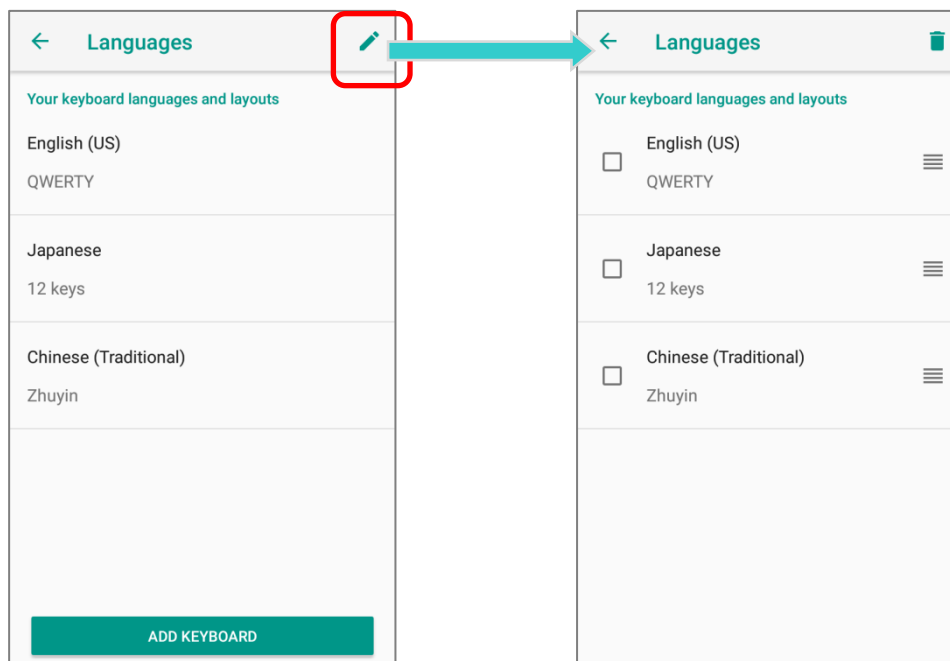 Languages
Your keyboard languages and layouts
English (US)
QWERTY
Japanese
12 keys
Chinese (Traditional)
Zhuyin
ADD KEYBOARD
Languages
Your keyboard languages and layouts
English (US)
QWERTY
Japanese
12 keys
Chinese (Traditional)
Zhuyin